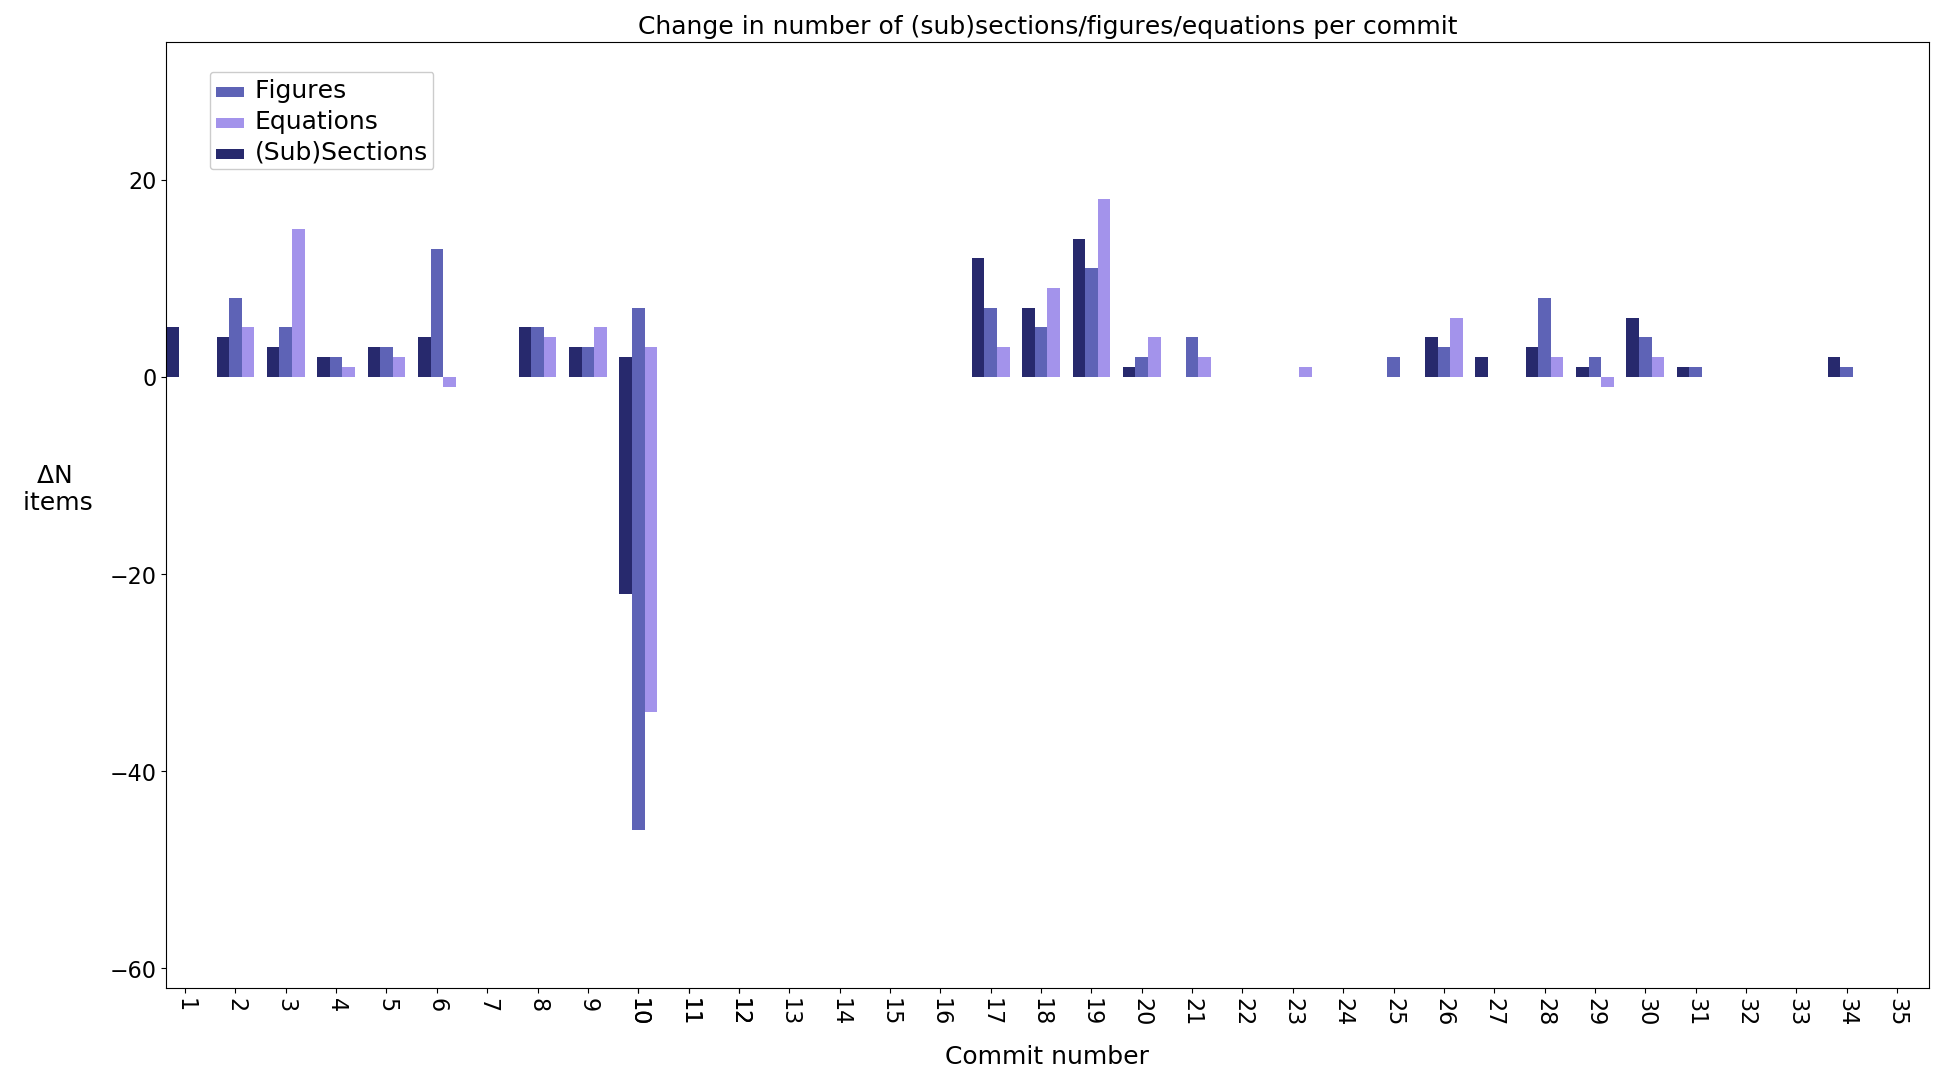 Change in number of (sub)sections/figures/equations per commit
Figures
Equations
(Sub)Sections
20
0
−20
−40
−60
ΔN
items
1 2 3 4 5 6 7 8 9 10 11 12 13 14 15 16 17 18 19 20 21 22 23 24 25 26 27 28 29 30 31 32 33 34 35
Commit number